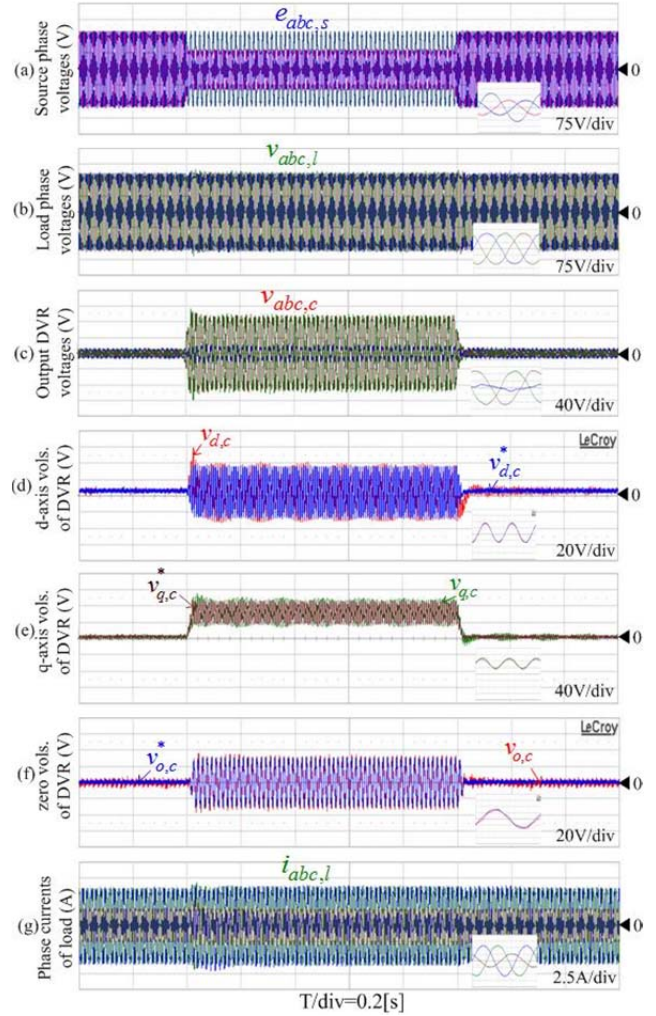 e_abc,s
(a)
Source phase
voltages (V)
0
75V/div
v_abc,l
(b)
Load phase
voltages (V)
0
75V/div
v_abc,c
(c)
Output DVR
voltages (V)
0
40V/div
LeCroy
v_d,c
v*_d,c
(d)
d-axis vols.
of DVR (V)
0
20V/div
v*_q,c
v_q,c
(e)
q-axis vols.
of DVR (V)
0
40V/div
LeCroy
v*_o,c
v_o,c
(f)
zero vols.
of DVR (V)
0
20V/div
i_abc,l
(g)
Phase currents
of load (A)
0
2.5A/div
T/div=0.2[s]